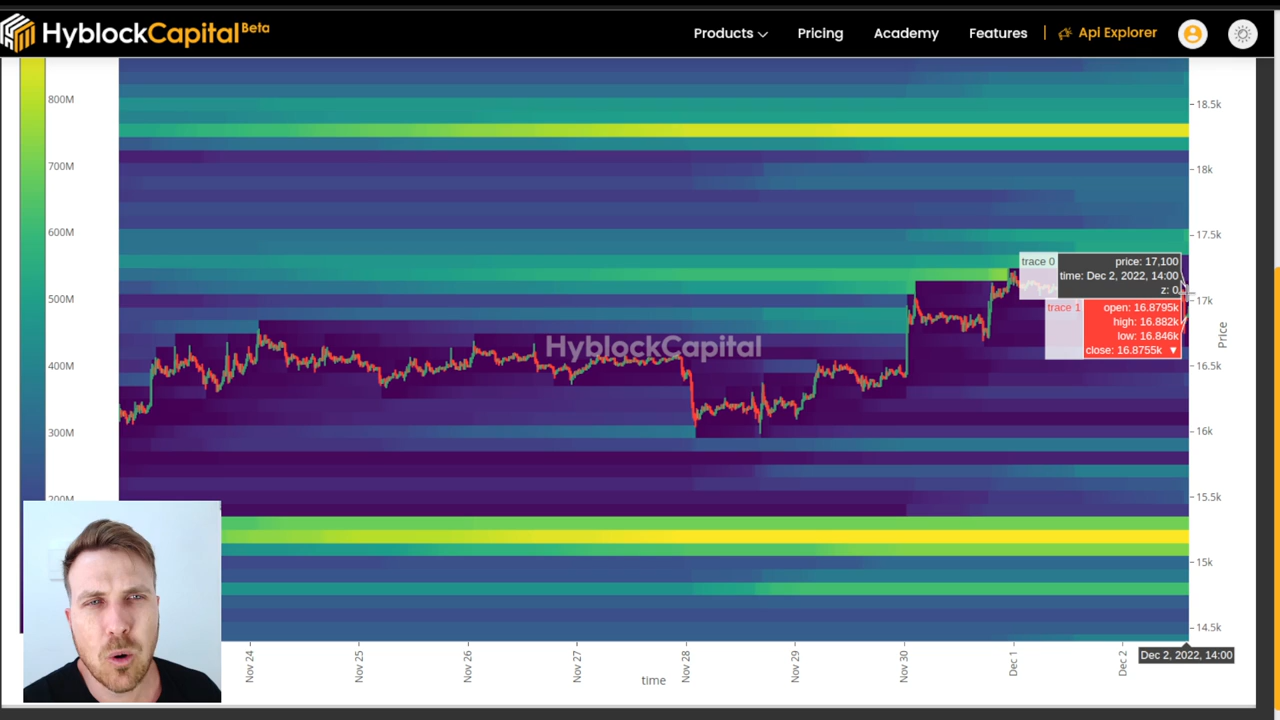 HyblockCapital Beta
Products Pricing Academy Features Api Explorer
800M
700M
600M
500M
400M
300M
200M
18.5k
18k
17.5k
17k
16.5k
16k
15.5k
15k
14.5k
Price
trace 0
price: 17,100
time: Dec 2, 2022, 14:00
z: 0
trace 1
open: 16.8795k
high: 16.882k
low: 16.846k
close: 16.8755k ▼
HyblockCapital
Nov 24
Nov 25
Nov 26
Nov 27
Nov 28
Nov 29
Nov 30
Dec 1
Dec 2
Dec 2, 2022, 14:00
time